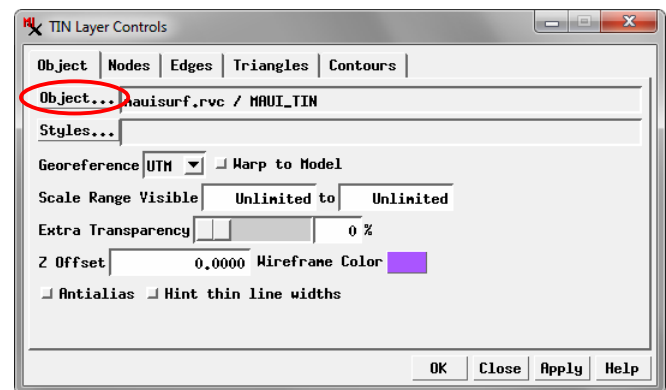 TIN Layer Controls
Object Nodes Edges Triangles Contours
Object... mauisurf.rvc / MAUI_TIN
Styles...
Georeference UTM Warp to Model
Scale Range Visible Unlimited to Unlimited
Extra Transparency 0 %
Z Offset 0.0000 Wireframe Color
Antialias Hint thin line widths
OK Close Apply Help